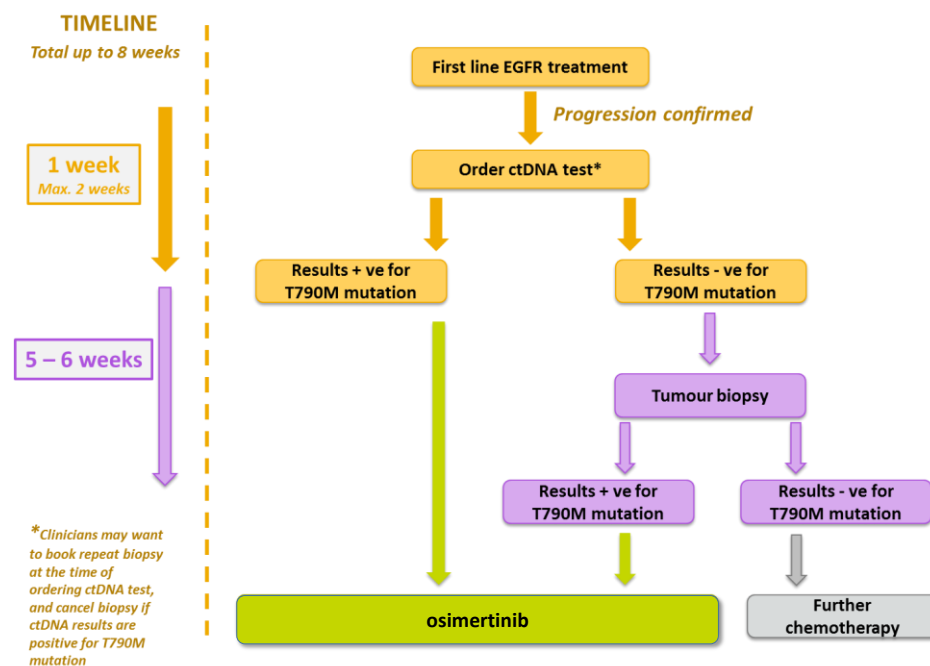 TIMELINE
Total up to 8 weeks
1 week
Max. 2 weeks
5 – 6 weeks
*Clinicians may want
to book repeat biopsy
at the time of
ordering ctDNA test,
and cancel biopsy if
ctDNA results are
positive for T790M
mutation
First line EGFR treatment
Progression confirmed
Order ctDNA test*
Results + ve for
T790M mutation
Results - ve for
T790M mutation
Tumour biopsy
Results + ve for
T790M mutation
Results - ve for
T790M mutation
osimertinib
Further
chemotherapy